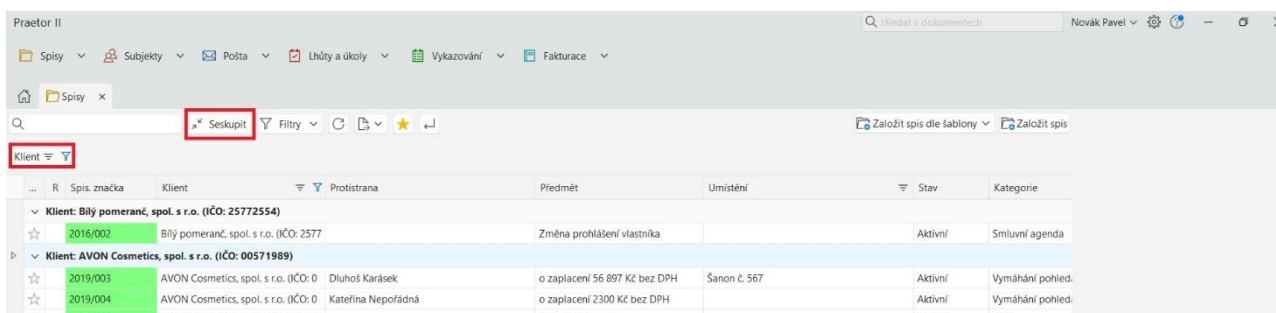 Praetor II Hledat v dokumentech Novák Pavel
Spisy Subjekty Pošta Lhůty a úkoly Vykazování Fakturace
Spisy ×
Seskupit Filtry Založit spis dle šablony Založit spis
Klient
... R Spis. značka Klient Protistrana Předmět Umístění Stav Kategorie
Klient: Bílý pomeranč, spol. s r.o. (IČO: 25772554)
2016/002 Bílý pomeranč, spol. s r.o. (IČO: 2577 Změna prohlášení vlastníka Aktivní Smluvní agenda
Klient: AVON Cosmetics, spol. s r.o. (IČO: 00571989)
2019/003 AVON Cosmetics, spol. s r.o. (IČO: 0 Dluhoš Karásek o zaplacení 56 897 Kč bez DPH Šanon č. 567 Aktivní Vymáhání pohled
2019/004 AVON Cosmetics, spol. s r.o. (IČO: 0 Kateřina Nepořádná o zaplacení 2300 Kč bez DPH Aktivní Vymáhání pohled